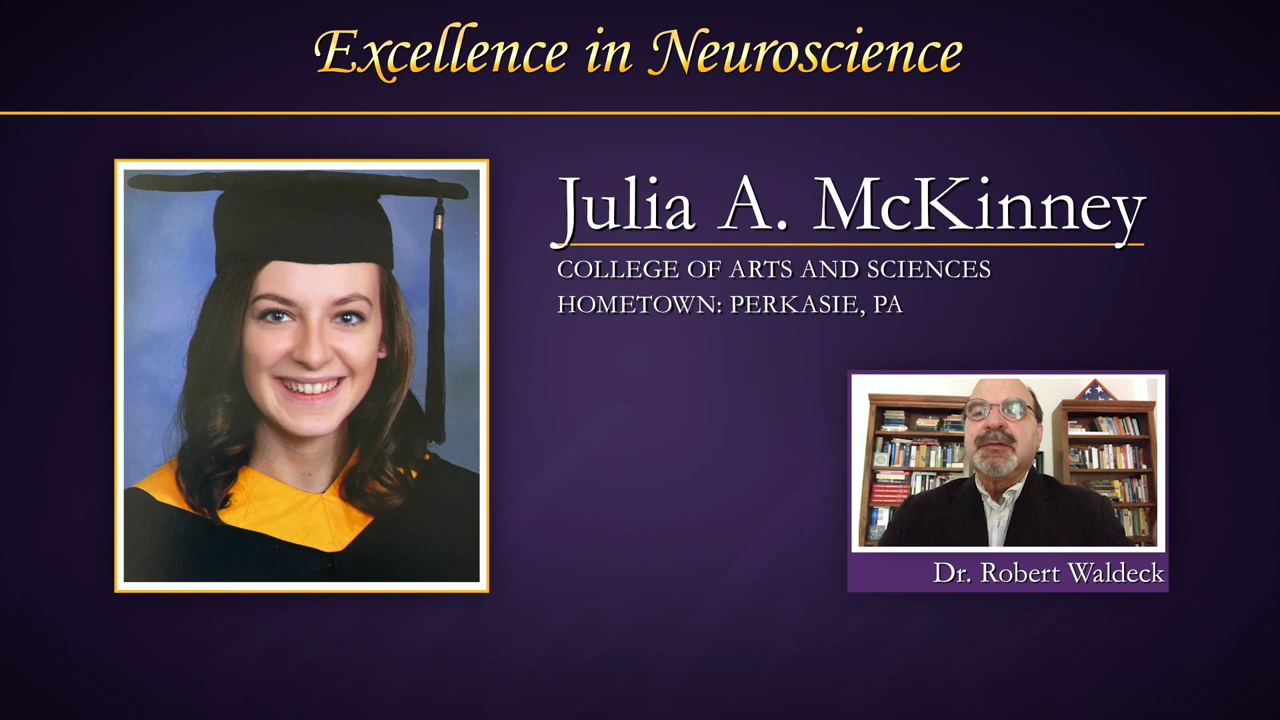 Excellence in Neuroscience
Julia A. McKinney
COLLEGE OF ARTS AND SCIENCES
HOMETOWN: PERKASIE, PA
Dr. Robert Waldeck